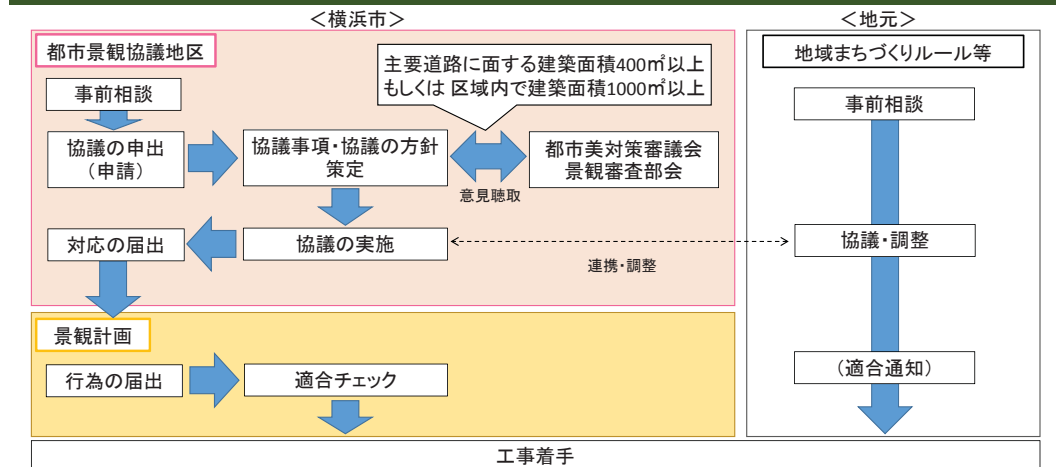 ＜横浜市＞
＜地元＞
都市景観協議地区
主要道路に面する建築面積400㎡以上
もしくは 区域内で建築面積1000㎡以上
事前相談
協議の申出
（申請）
協議事項・協議の方針
策定
都市美対策審議会
景観審査部会
意見聴取
対応の届出
協議の実施
連携・調整
景観計画
行為の届出
適合チェック
地域まちづくりルール等
事前相談
協議・調整
（適合通知）
工事着手